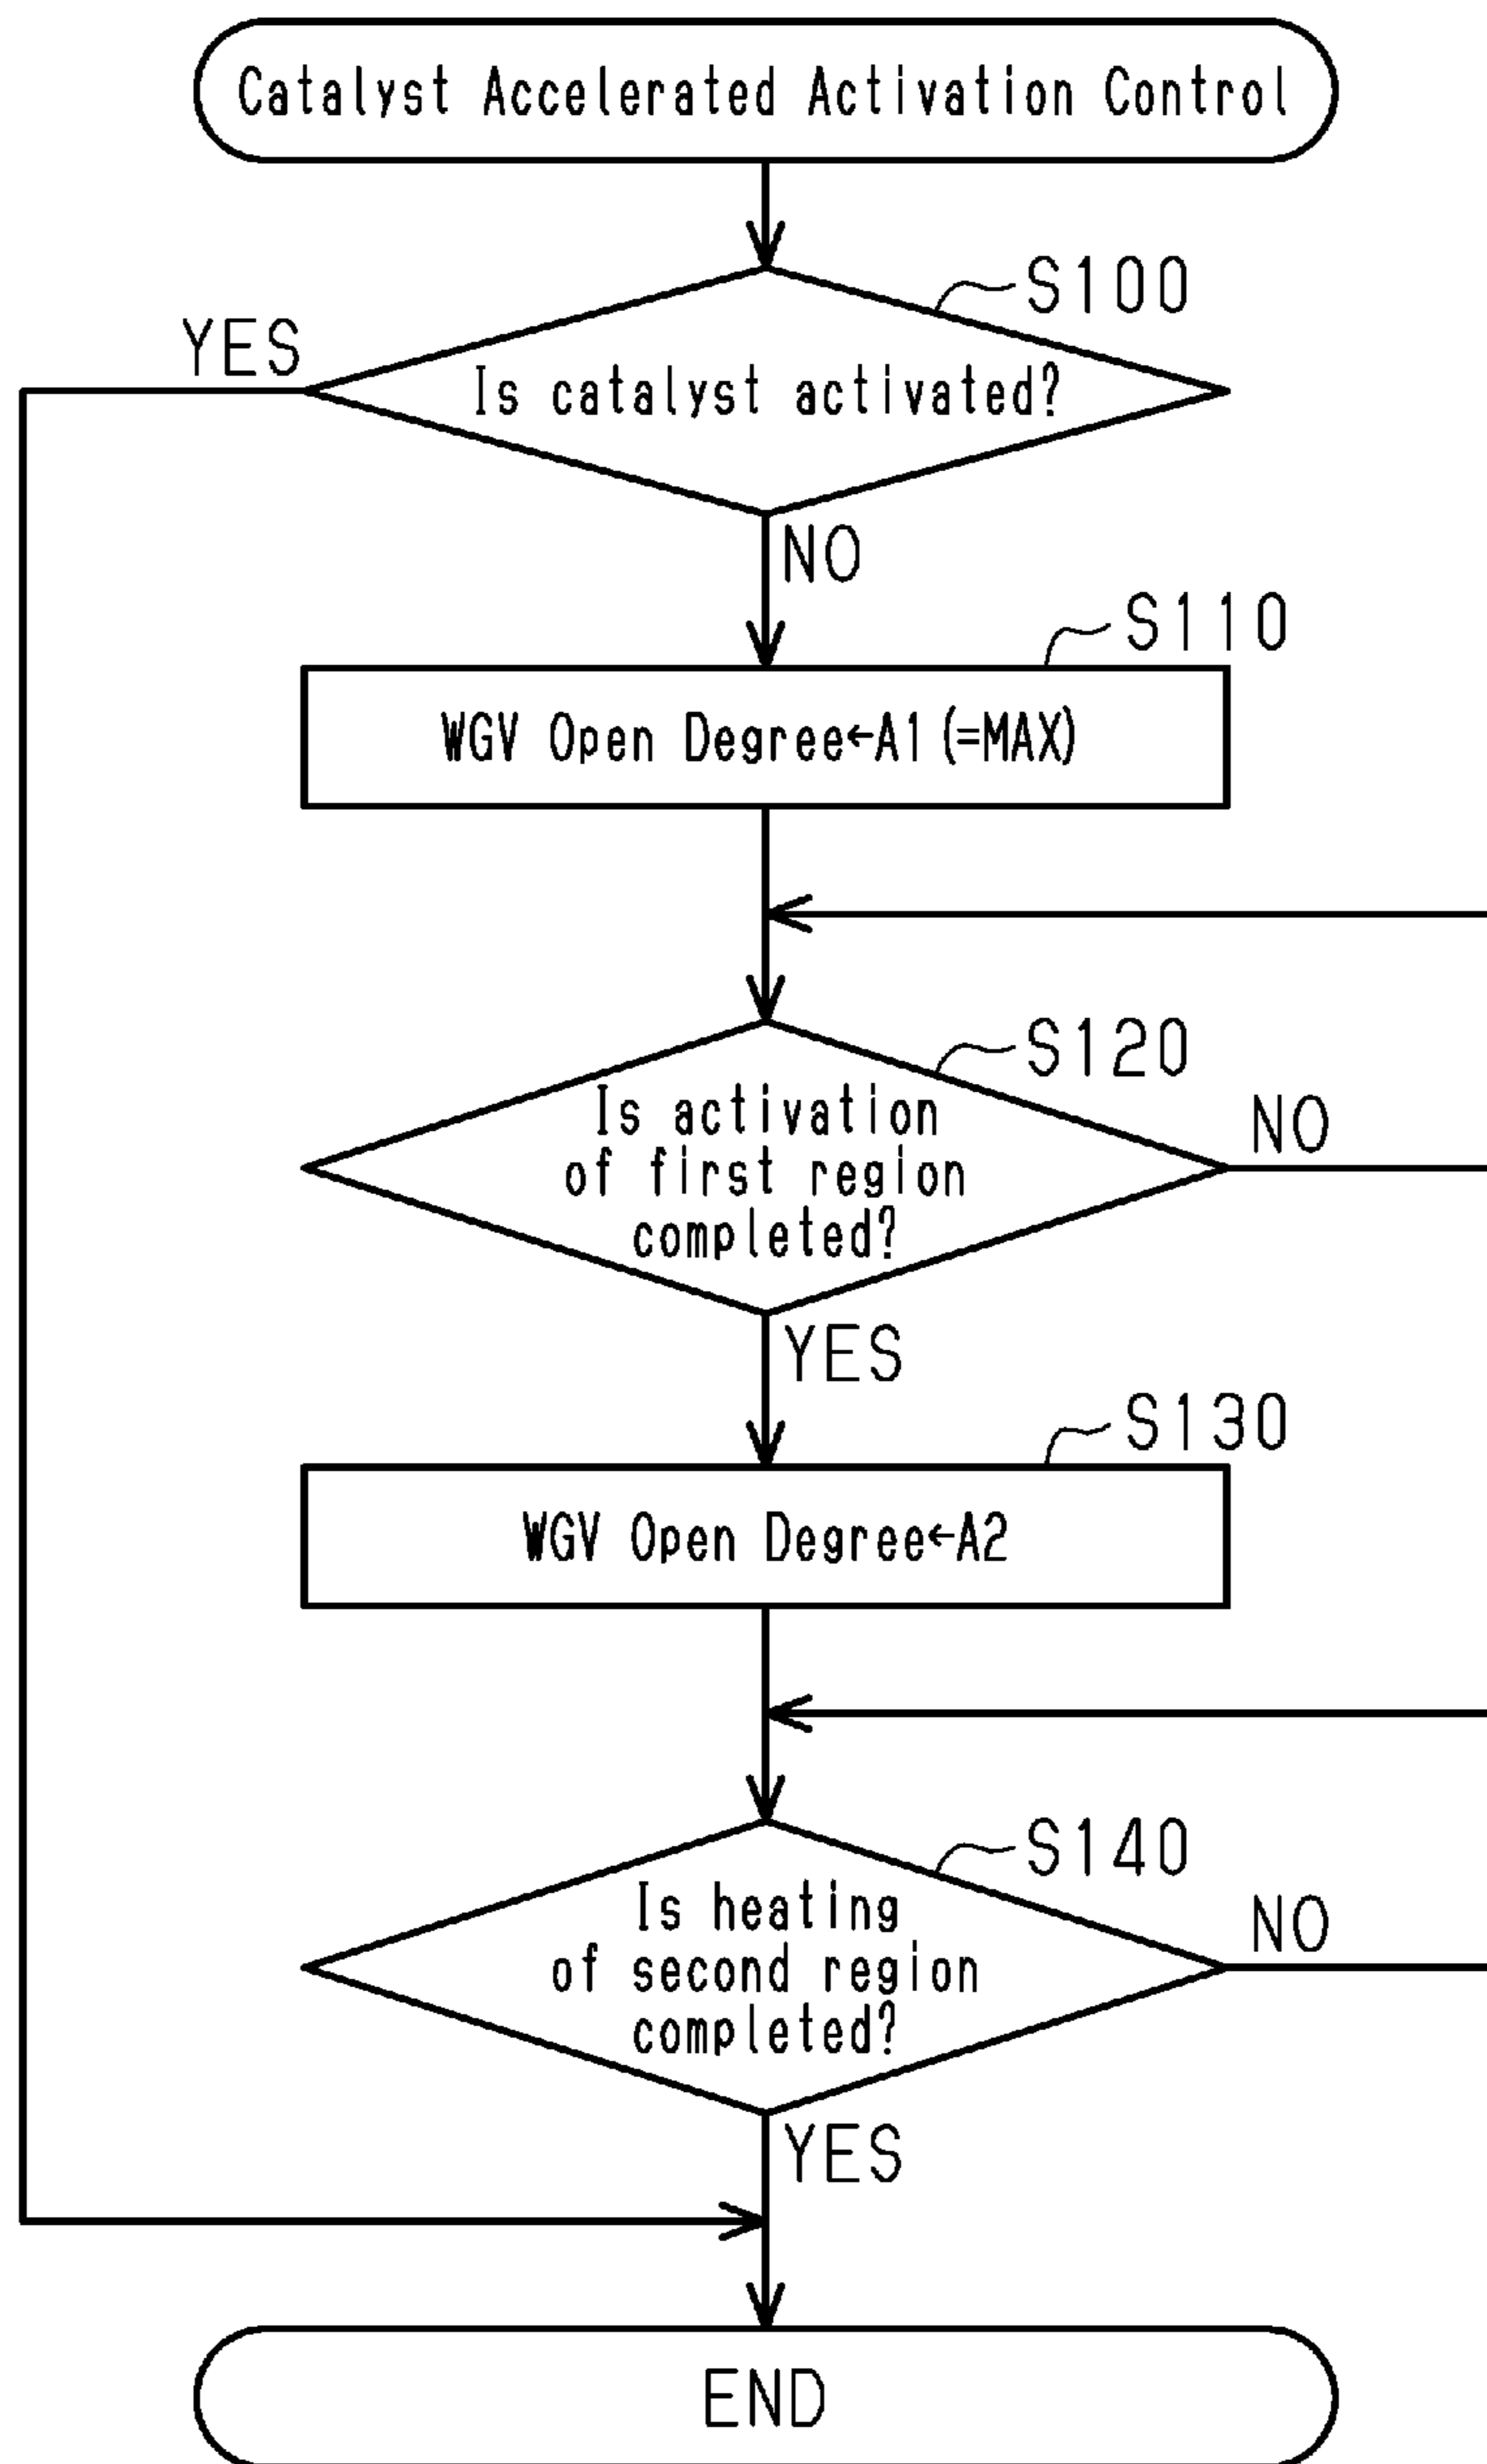 Catalyst Accelerated Activation Control
S100
YES
Is catalyst activated?
NO
S110
WGV Open Degree←A1(=MAX)
S120
Is activation
of first region
completed?
NO
YES
S130
WGV Open Degree←A2
S140
Is heating
of second region
completed?
NO
YES
END